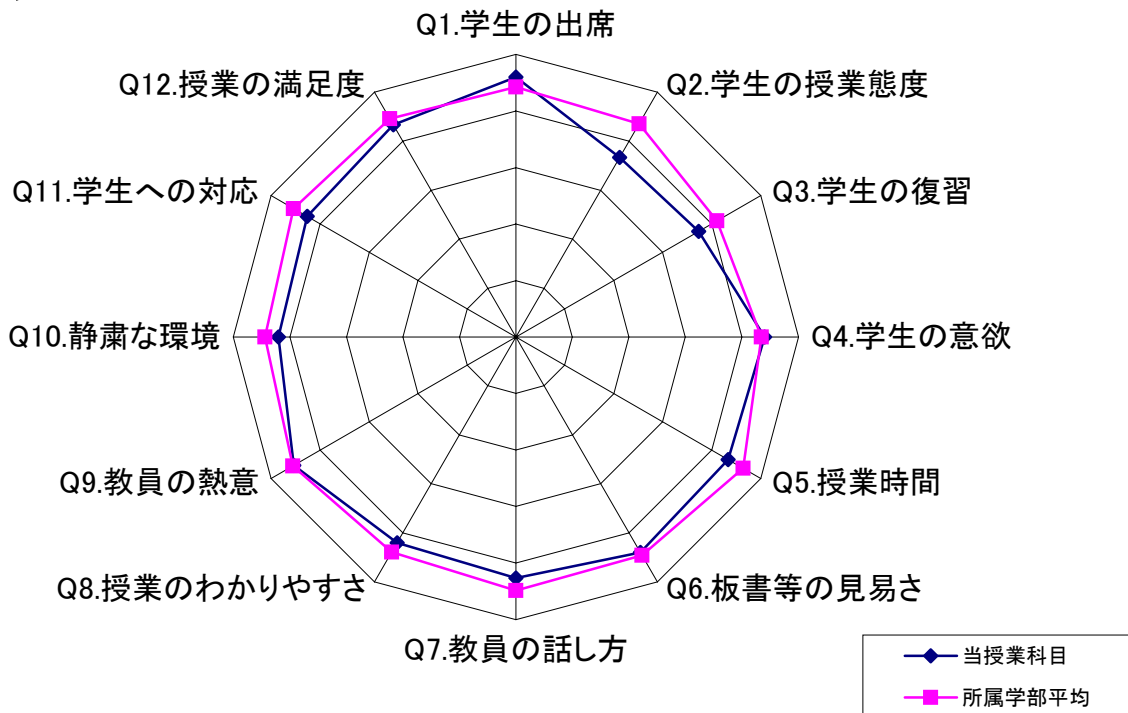 Q1.学生の出席
Q2.学生の授業態度
Q3.学生の復習
Q4.学生の意欲
Q5.授業時間
Q6.板書等の見易さ
Q7.教員の話し方
Q8.授業のわかりやすさ
Q9.教員の熱意
Q10.静粛な環境
Q11.学生への対応
Q12.授業の満足度
当授業科目
所属学部平均